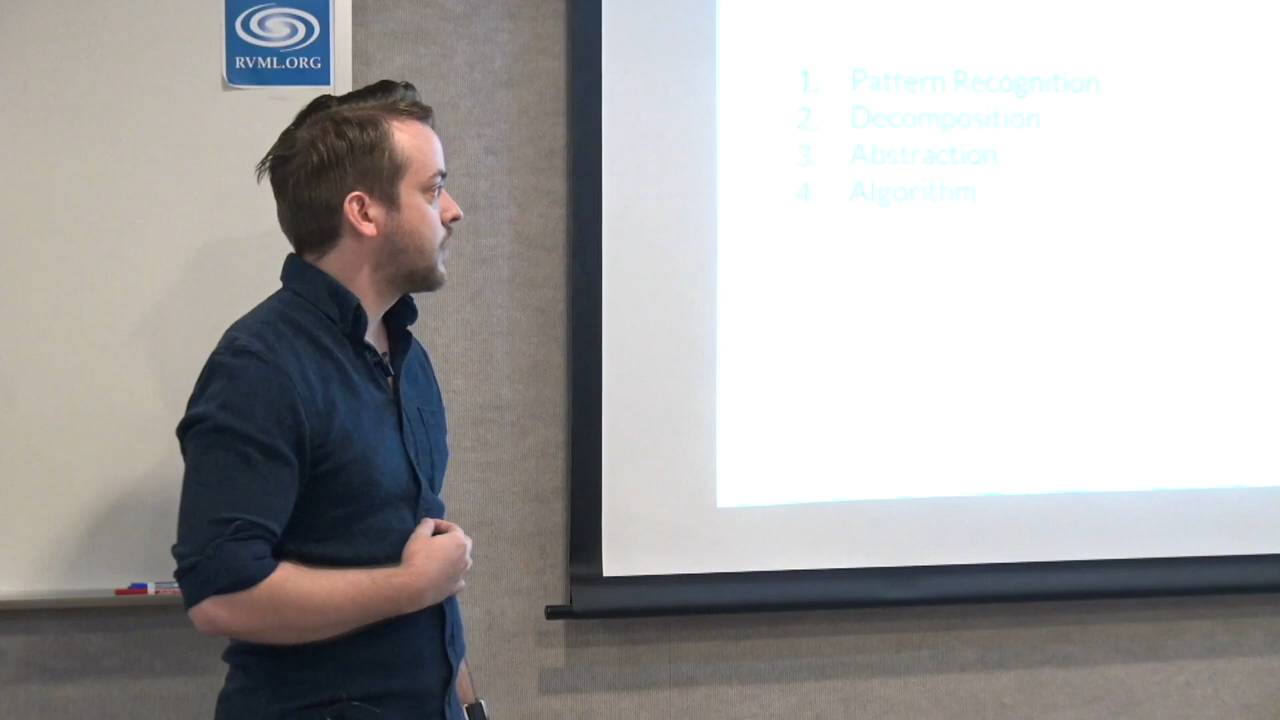 RVML.ORG
1. Pattern Recognition
2. Decomposition
3. Abstraction
4. Algorithm